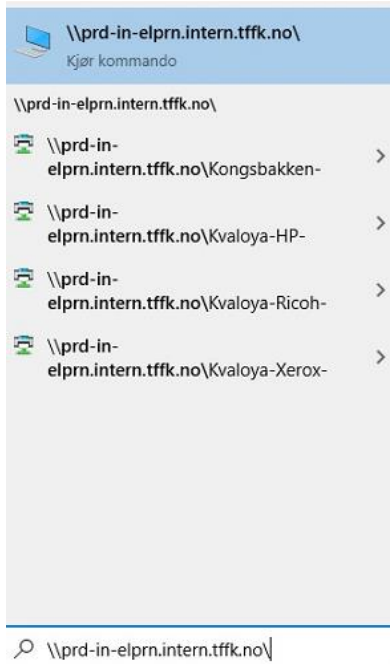 \\prd-in-elprn.intern.tffk.no\
Kjør kommando
\\prd-in-elprn.intern.tffk.no\
\\prd-in-
elprn.intern.tffk.no\Kongsbakken-
\\prd-in-
elprn.intern.tffk.no\Kvaloya-HP-
\\prd-in-
elprn.intern.tffk.no\Kvaloya-Ricoh-
\\prd-in-
elprn.intern.tffk.no\Kvaloya-Xerox-
\\prd-in-elprn.intern.tffk.no\